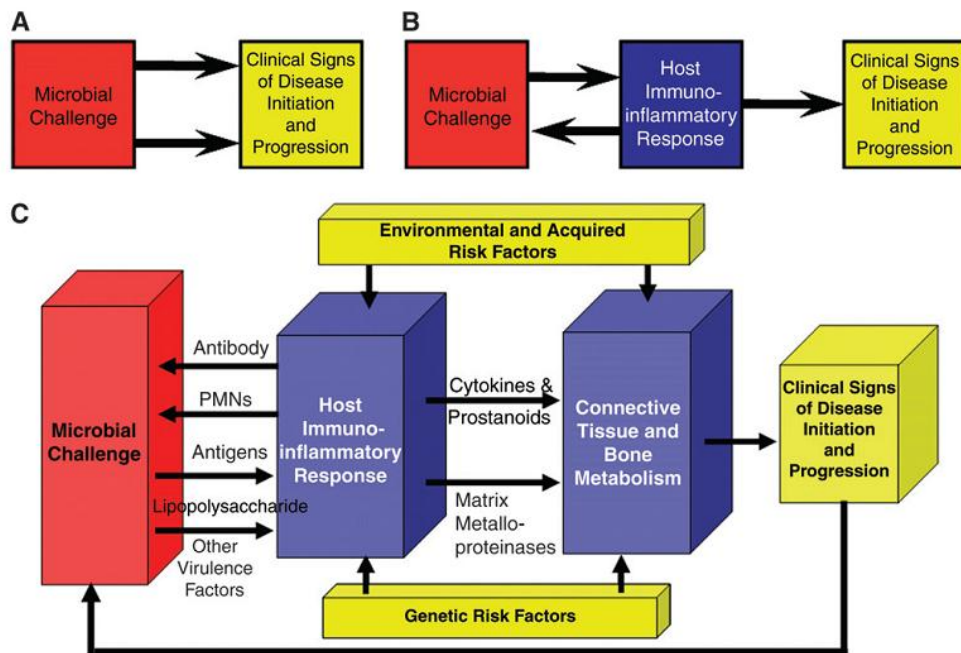 A
Microbial
Challenge
Clinical Signs
of Disease
Initiation
and
Progression
B
Microbial
Challenge
Host
Immuno-
inflammatory
Response
Clinical Signs
of Disease
Initiation
and
Progression
C
Environmental and Acquired
Risk Factors
Microbial
Challenge
Antibody
PMNs
Antigens
Lipopolysaccharide
Other
Virulence
Factors
Host
Immuno-
inflammatory
Response
Cytokines &
Prostanoids
Matrix
Metallo-
proteinases
Connective
Tissue and
Bone
Metabolism
Clinical Signs
of Disease
Initiation
and
Progression
Genetic Risk Factors